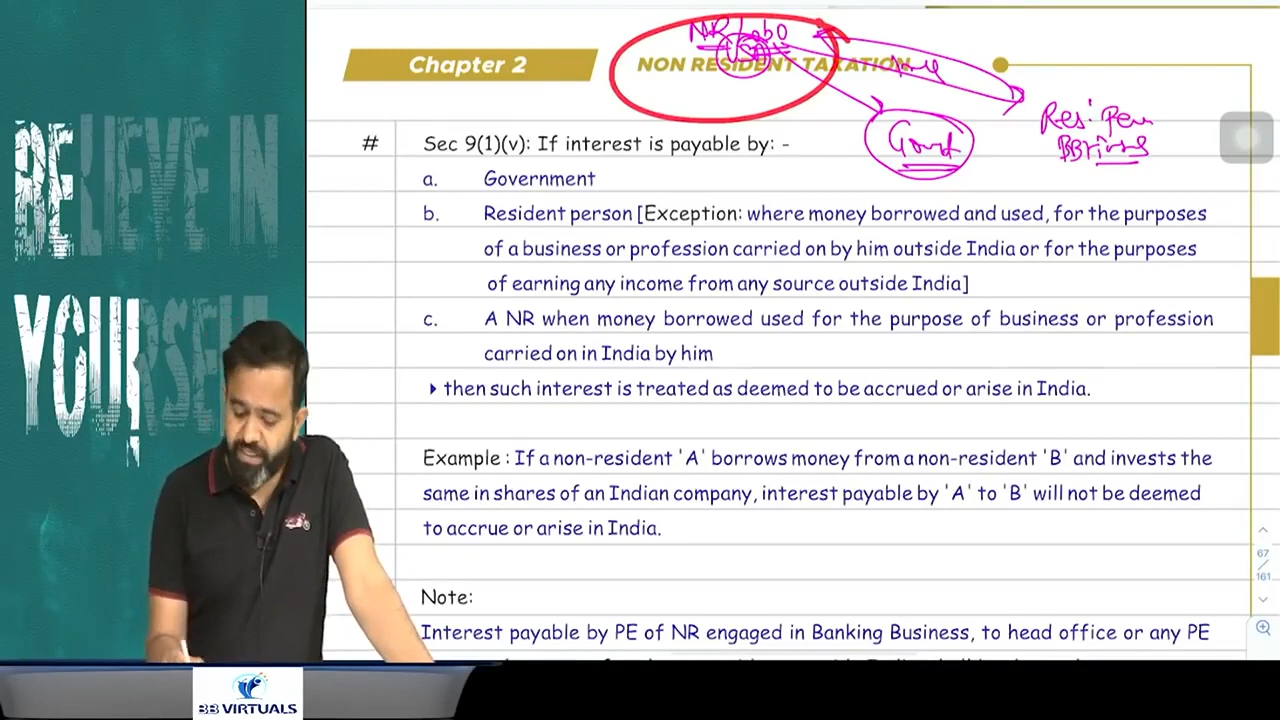 BELIEVE IN
YOURSELF
Chapter 2
NON RESIDENT TAXATION
NR
USA
Govt
# Sec 9(1)(v): If interest is payable by: -
a. Government
b. Resident person [Exception: where money borrowed and used, for the purposes
of a business or profession carried on by him outside India or for the purposes
of earning any income from any source outside India]
c. A NR when money borrowed used for the purpose of business or profession
carried on in India by him
then such interest is treated as deemed to be accrued or arise in India.
Example : If a non-resident 'A' borrows money from a non-resident 'B' and invests the
same in shares of an Indian company, interest payable by 'A' to 'B' will not be deemed
to accrue or arise in India.
Note:
Interest payable by PE of NR engaged in Banking Business, to head office or any PE
67
/
161
BB VIRTUALS